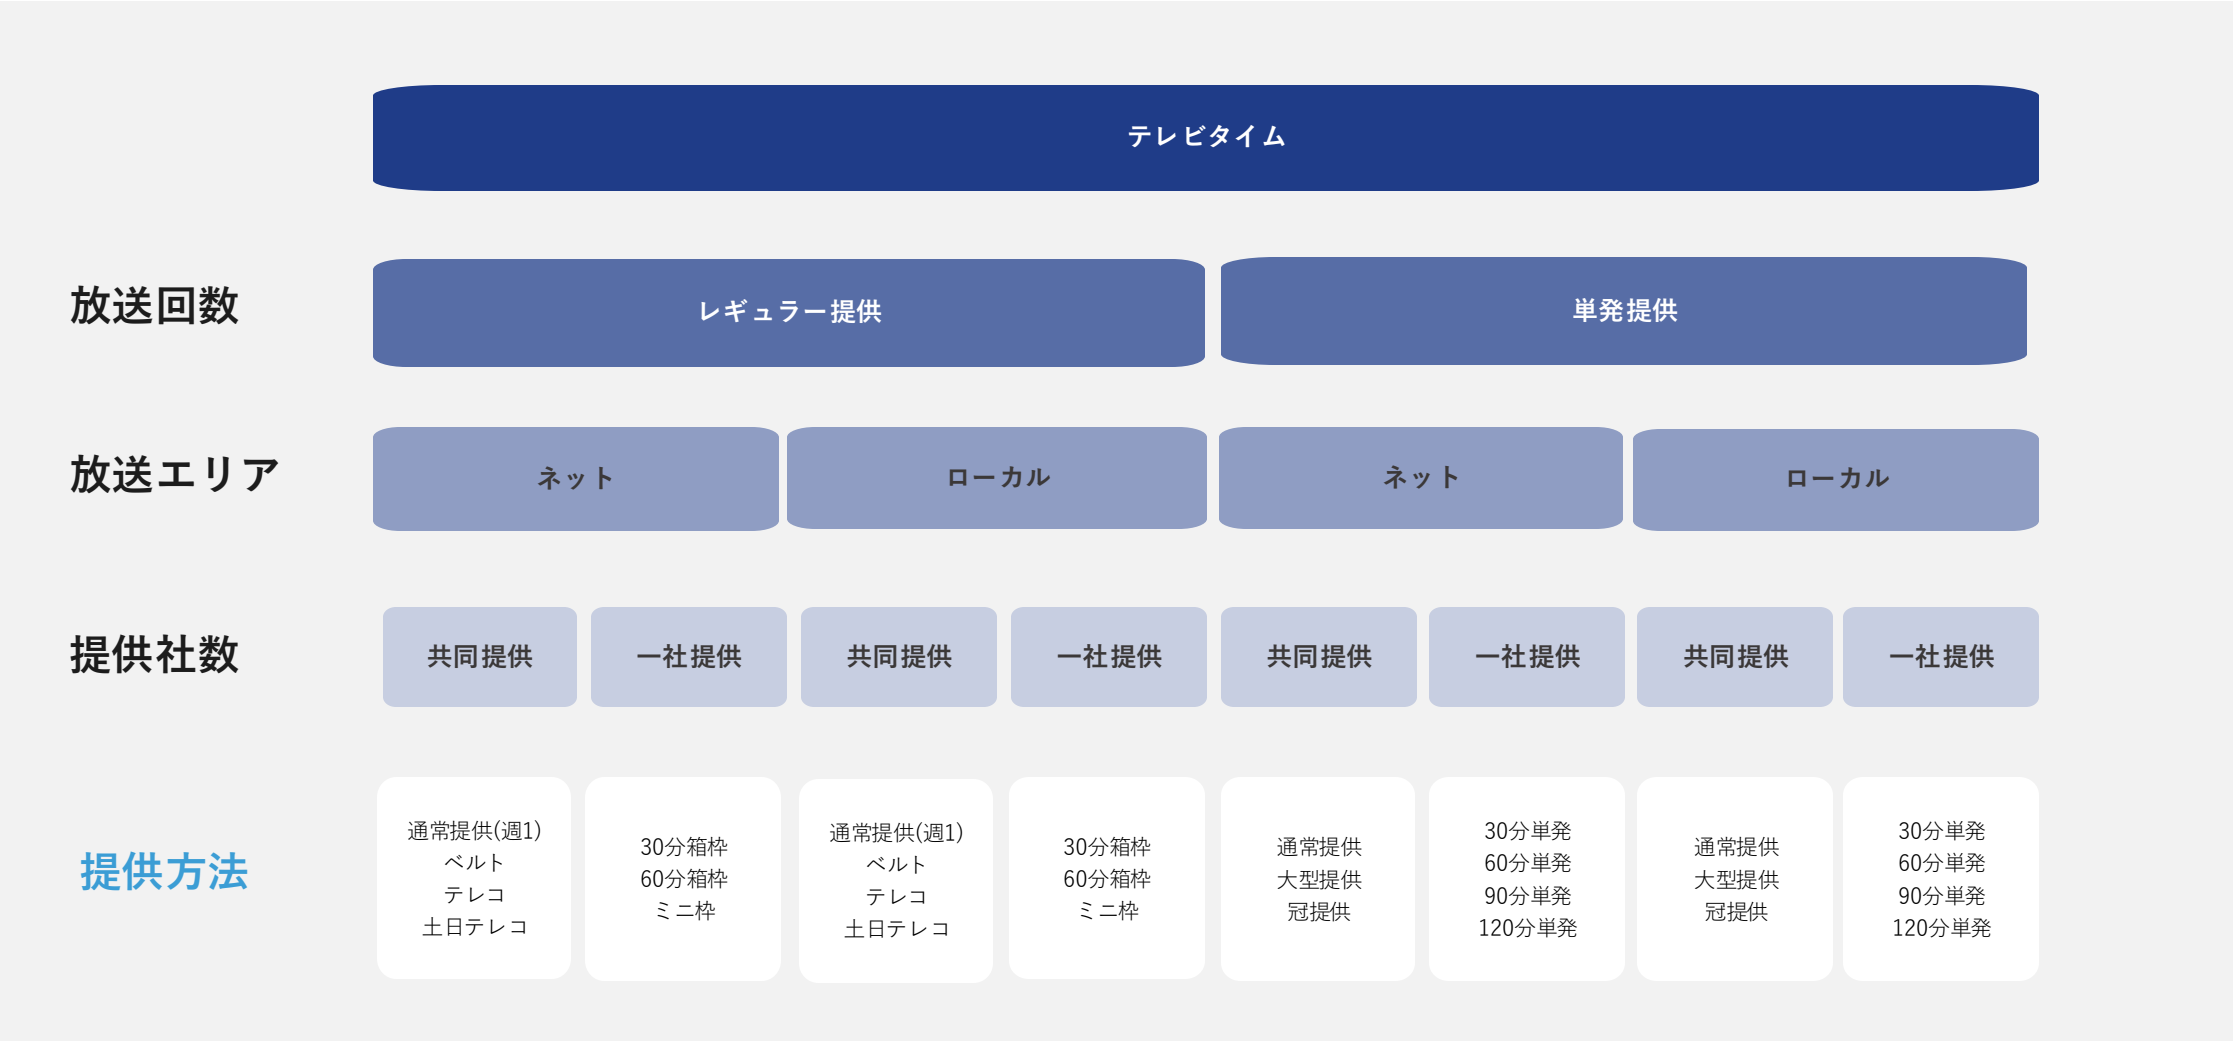 テレビタイム
放送回数
レギュラー提供
単発提供
放送エリア
ネット
ローカル
ネット
ローカル
提供社数
共同提供
一社提供
共同提供
一社提供
共同提供
一社提供
共同提供
一社提供
提供方法
通常提供(週1)
ベルト
テレコ
土日テレコ
30分箱枠
60分箱枠
ミニ枠
通常提供(週1)
ベルト
テレコ
土日テレコ
30分箱枠
60分箱枠
ミニ枠
通常提供
大型提供
冠提供
30分単発
60分単発
90分単発
120分単発
通常提供
大型提供
冠提供
30分単発
60分単発
90分単発
120分単発